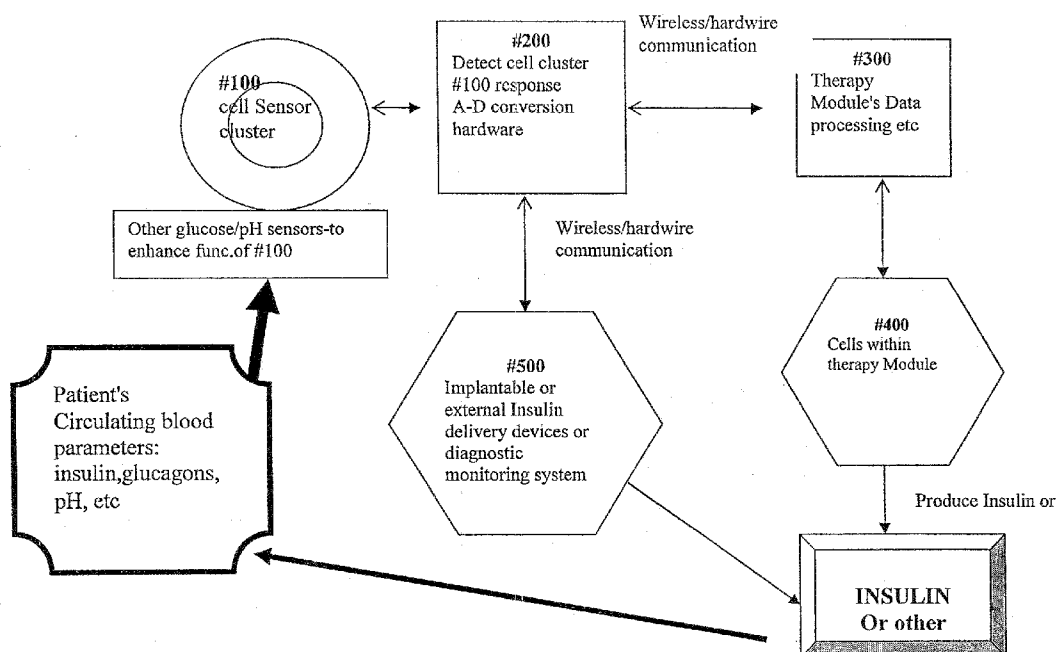 Wireless/hardwire
communication
#100
cell Sensor
cluster
#200
Detect cell cluster
#100 response
A-D conversion
hardware
#300
Therapy
Module's Data
processing etc
Other glucose/pH sensors-to
enhance func.of #100
Wireless/hardwire
communication
Patient's
Circulating blood
parameters:
insulin,glucagons,
pH, etc
#500
Implantable or
external Insulin
delivery devices or
diagnostic
monitoring system
#400
Cells within
therapy Module
Produce Insulin or
INSULIN
Or other